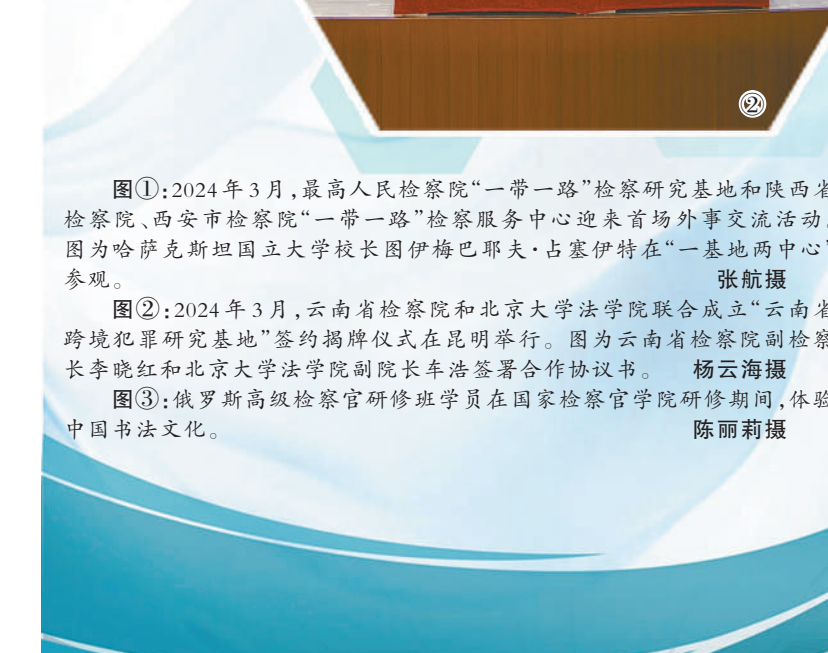 ②
图①:2024年3月,最高人民检察院“一带一路”检察研究基地和陕西省
检察院、西安市检察院“一带一路”检察服务中心迎来首场外事交流活动。
图为哈萨克斯坦国立大学校长图伊梅巴耶夫·占塞伊特在“一基地两中心”
参观。 张航摄
图②:2024年3月,云南省检察院和北京大学法学院联合成立“云南省
跨境犯罪研究基地”签约揭牌仪式在昆明举行。图为云南省检察院副检察
长李晓红和北京大学法学院副院长车浩签署合作协议书。 杨云海摄
图③:俄罗斯高级检察官研修班学员在国家检察官学院研修期间,体验
中国书法文化。 陈丽莉摄